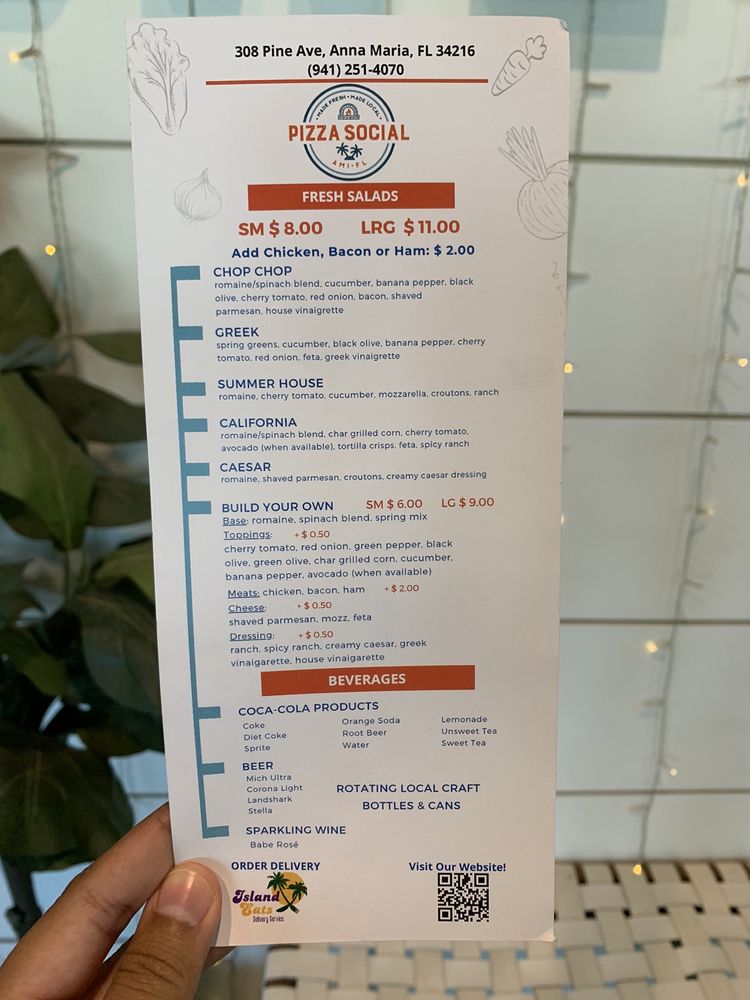 308 Pine Ave, Anna Maria, FL 34216
(941) 251-4070
MADE FRESH • MADE LOCAL
PIZZA SOCIAL
AMI•FL
FRESH SALADS
SM $ 8.00 LRG $ 11.00
Add Chicken, Bacon or Ham: $ 2.00
CHOP CHOP
romaine/spinach blend, cucumber, banana pepper, black
olive, cherry tomato, red onion, bacon, shaved
parmesan, house vinaigrette
GREEK
spring greens, cucumber, black olive, banana pepper, cherry
tomato, red onion, feta, greek vinaigrette
SUMMER HOUSE
romaine, cherry tomato, cucumber, mozzarella, croutons, ranch
CALIFORNIA
romaine/spinach blend, char grilled corn, cherry tomato,
avocado (when available), tortilla crisps, feta, spicy ranch
CAESAR
romaine, shaved parmesan, croutons, creamy caesar dressing
BUILD YOUR OWN SM $ 6.00 LG $ 9.00
Base: romaine, spinach blend, spring mix
Toppings: + $ 0.50
cherry tomato, red onion, green pepper, black
olive, green olive, char grilled corn, cucumber,
banana pepper, avocado (when available)
Meats: chicken, bacon, ham + $ 2.00
Cheese: + $ 0.50
shaved parmesan, mozz, feta
Dressing: + $ 0.50
ranch, spicy ranch, creamy caesar, greek
vinaigarette, house vinaigarette
BEVERAGES
COCA-COLA PRODUCTS
Coke Orange Soda Lemonade
Diet Coke Root Beer Unsweet Tea
Sprite Water Sweet Tea
BEER
Mich Ultra
Corona Light
Landshark
Stella
ROTATING LOCAL CRAFT
BOTTLES & CANS
SPARKLING WINE
Babe Rosé
ORDER DELIVERY Visit Our Website!
Island
Eats
Delivery Service